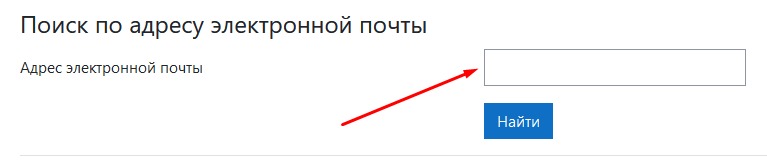 Поиск по адресу электронной почты
Адрес электронной почты
Найти